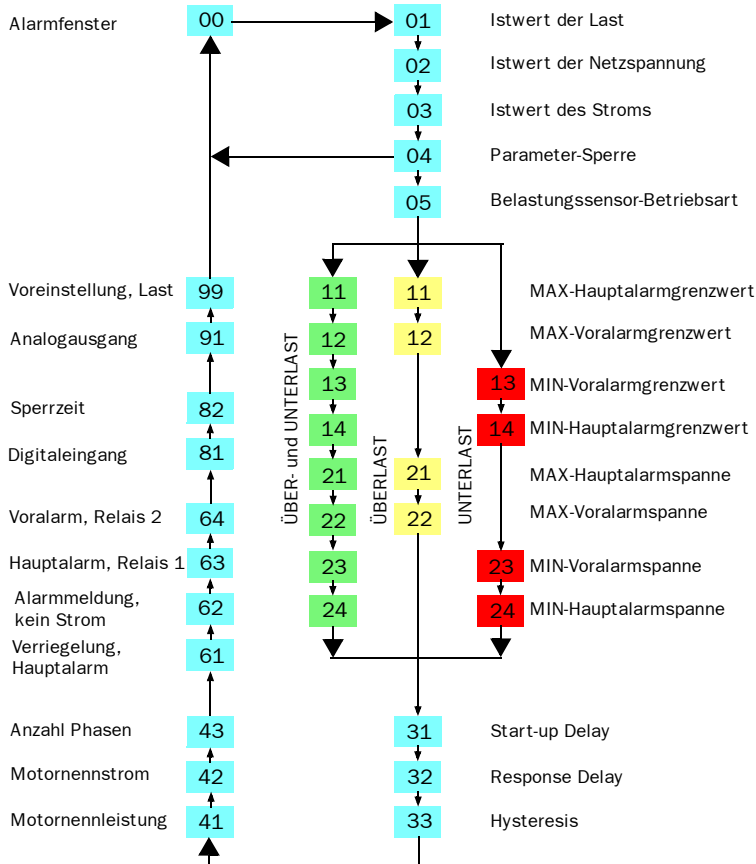 Alarmfenster 00 01 Istwert der Last
02 Istwert der Netzspannung
03 Istwert des Stroms
04 Parameter-Sperre
05 Belastungssensor-Betriebsart
Voreinstellung, Last 99 11 11 MAX-Hauptalarmgrenzwert
Analogausgang 91 12 12 MAX-Voralarmgrenzwert
13 13 MIN-Voralarmgrenzwert
Sperrzeit 82 14 14 MIN-Hauptalarmgrenzwert
ÜBER- und UNTERLAST
ÜBERLAST
UNTERLAST
Digitaleingang 81 21 21 MAX-Hauptalarmspanne
Voralarm, Relais 2 64 22 22 MAX-Voralarmspanne
Hauptalarm, Relais 1 63 23 23 MIN-Voralarmspanne
Alarmmeldung,
kein Strom 62 24 24 MIN-Hauptalarmspanne
Verriegelung,
Hauptalarm 61
Anzahl Phasen 43 31 Start-up Delay
Motornennstrom 42 32 Response Delay
Motornennleistung 41 33 Hysteresis